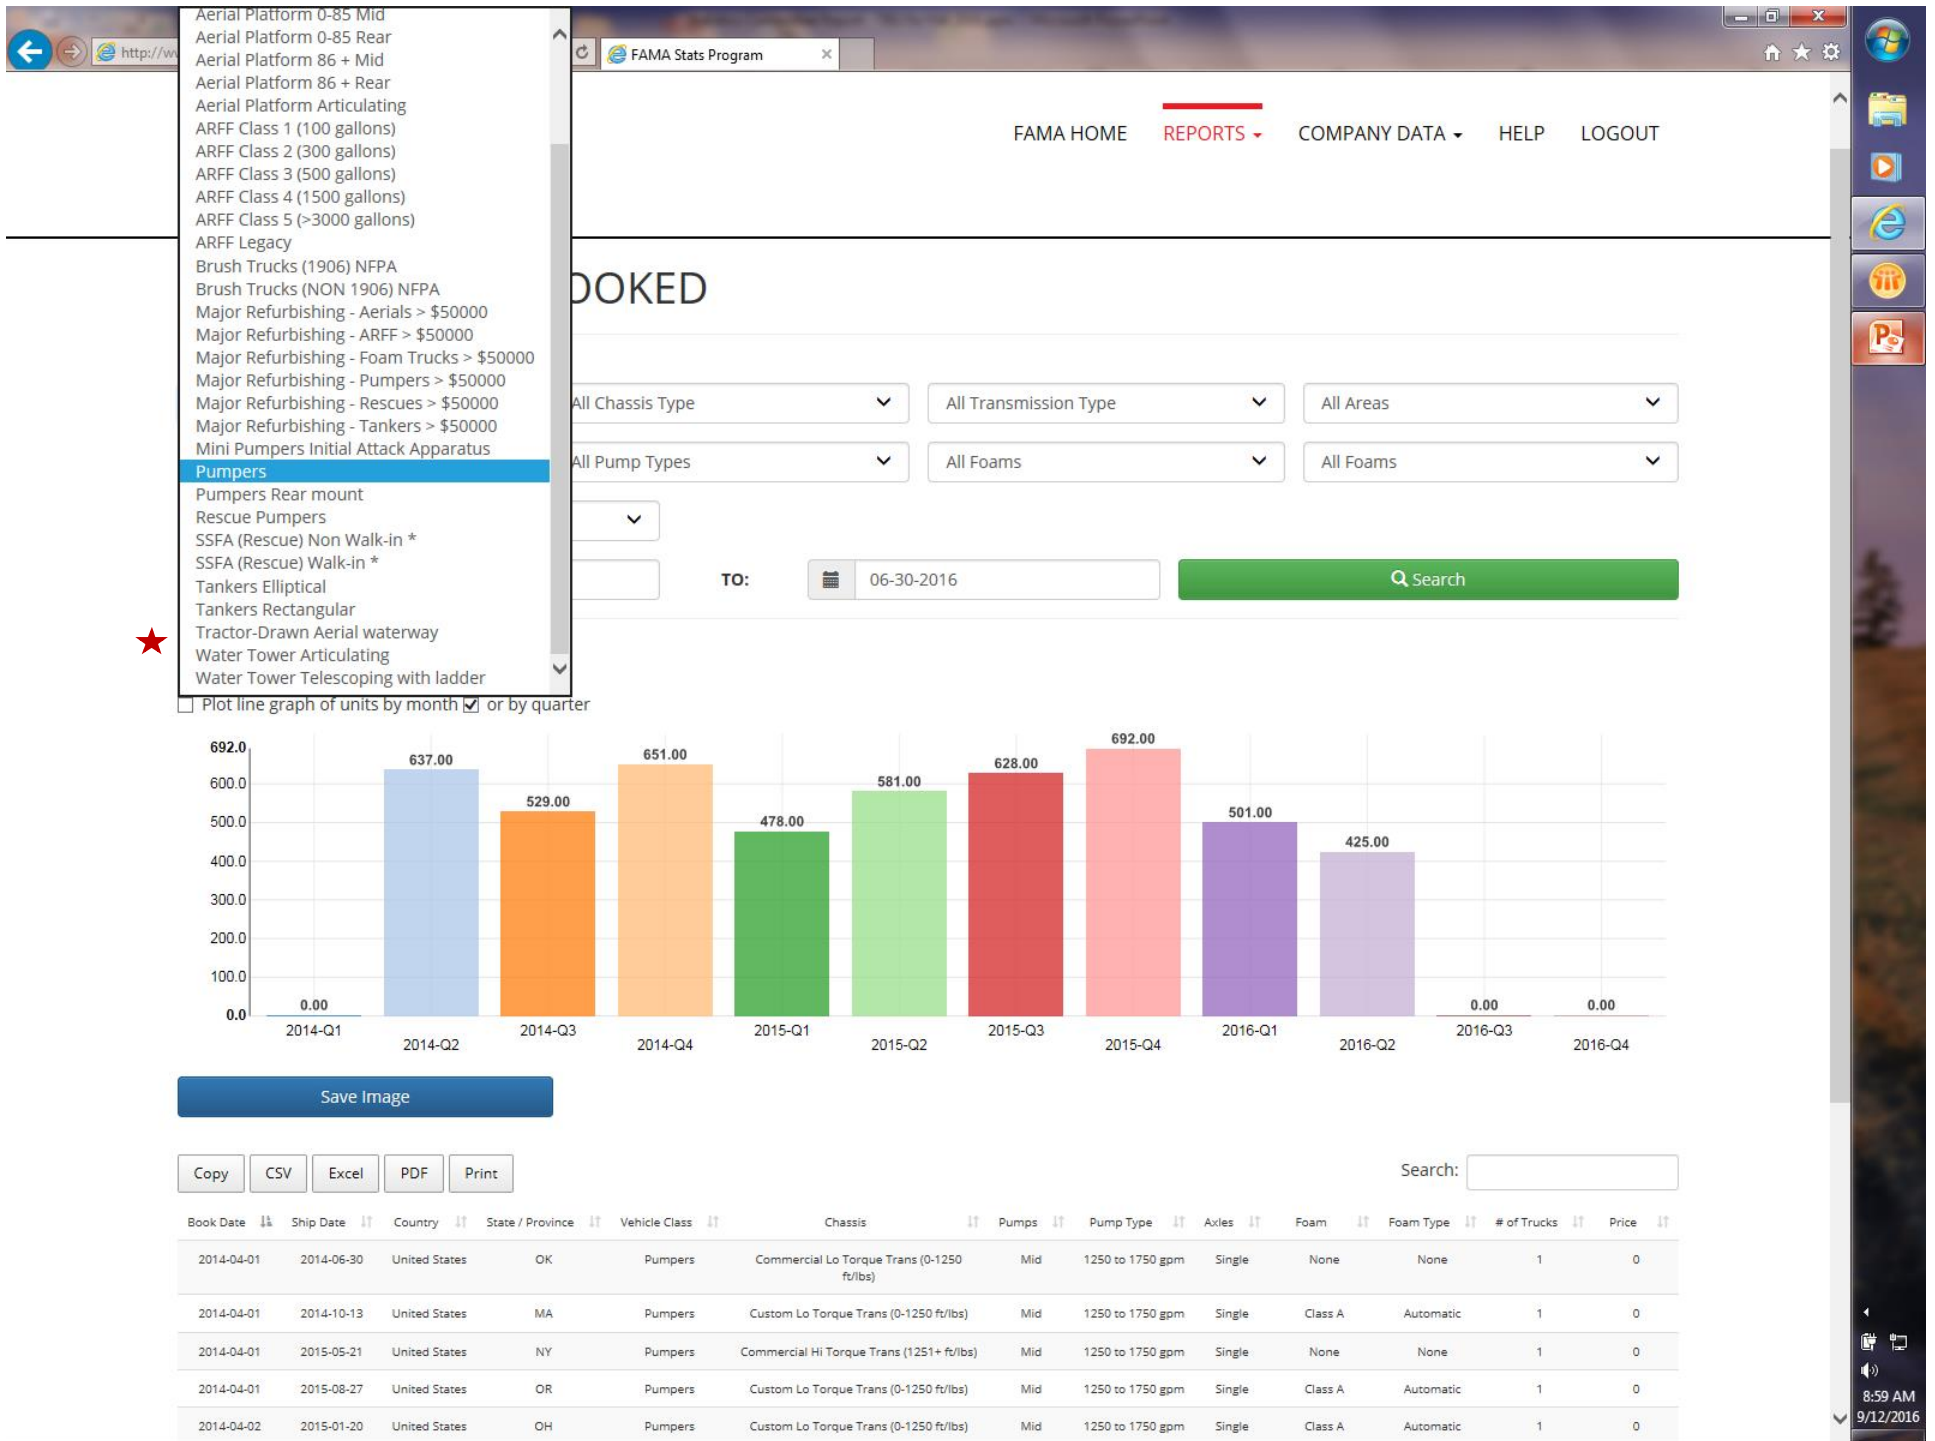 Aerial Platform 0-85 Mid
Aerial Platform 0-85 Rear
Aerial Platform 86 + Mid
Aerial Platform 86 + Rear
Aerial Platform Articulating
ARFF Class 1 (100 gallons)
ARFF Class 2 (300 gallons)
ARFF Class 3 (500 gallons)
ARFF Class 4 (1500 gallons)
ARFF Class 5 (>3000 gallons)
ARFF Legacy
Brush Trucks (1906) NFPA
Brush Trucks (NON 1906) NFPA
Major Refurbishing - Aerials > $50000
Major Refurbishing - ARFF > $50000
Major Refurbishing - Foam Trucks > $50000
Major Refurbishing - Pumpers > $50000
Major Refurbishing - Rescues > $50000
Major Refurbishing - Tankers > $50000
Mini Pumpers Initial Attack Apparatus
Pumpers
Pumpers Rear mount
Rescue Pumpers
SSFA (Rescue) Non Walk-in *
SSFA (Rescue) Walk-in *
Tankers Elliptical
Tankers Rectangular
Tractor-Drawn Aerial waterway
Water Tower Articulating
Water Tower Telescoping with ladder
http://w
FAMA Stats Program
FAMA HOME REPORTS COMPANY DATA HELP LOGOUT
OOKED
All Chassis Type All Transmission Type All Areas
All Pump Types All Foams All Foams
TO: 06-30-2016 Search
Plot line graph of units by month or by quarter
692.0
600.0
500.0
400.0
300.0
200.0
100.0
0.0
0.00 637.00 529.00 651.00 478.00 581.00 628.00 692.00 501.00 425.00 0.00 0.00
2014-Q1 2014-Q2 2014-Q3 2014-Q4 2015-Q1 2015-Q2 2015-Q3 2015-Q4 2016-Q1 2016-Q2 2016-Q3 2016-Q4
Save Image
Copy CSV Excel PDF Print Search:
Book Date Ship Date Country State / Province Vehicle Class Chassis Pumps Pump Type Axles Foam Foam Type # of Trucks Price
2014-04-01 2014-06-30 United States OK Pumpers Commercial Lo Torque Trans (0-1250 ft/lbs) Mid 1250 to 1750 gpm Single None None 1 0
2014-04-01 2014-10-13 United States MA Pumpers Custom Lo Torque Trans (0-1250 ft/lbs) Mid 1250 to 1750 gpm Single Class A Automatic 1 0
2014-04-01 2015-05-21 United States NY Pumpers Commercial Hi Torque Trans (1251+ ft/lbs) Mid 1250 to 1750 gpm Single None None 1 0
2014-04-01 2015-08-27 United States OR Pumpers Custom Lo Torque Trans (0-1250 ft/lbs) Mid 1250 to 1750 gpm Single Class A Automatic 1 0
2014-04-02 2015-01-20 United States OH Pumpers Custom Lo Torque Trans (0-1250 ft/lbs) Mid 1250 to 1750 gpm Single Class A Automatic 1 0
8:59 AM
9/12/2016